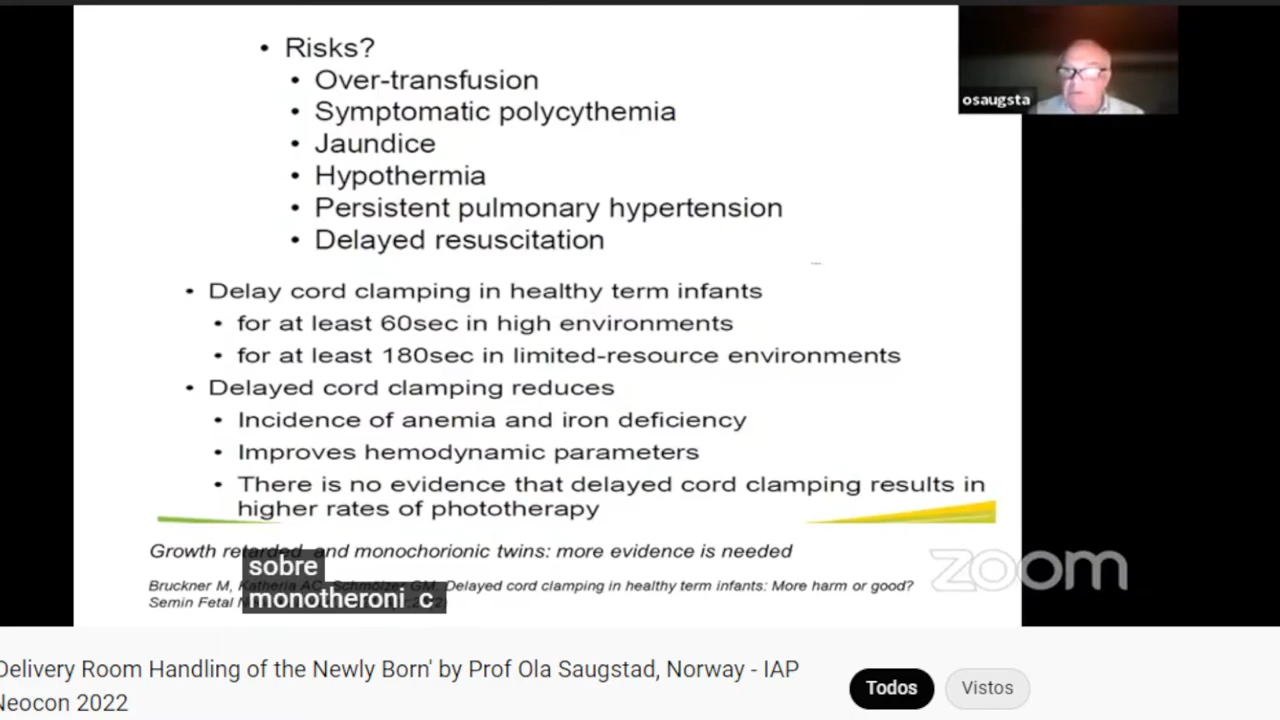 • Risks?
• Over-transfusion
• Symptomatic polycythemia
• Jaundice
• Hypothermia
• Persistent pulmonary hypertension
• Delayed resuscitation
osaugsta
• Delay cord clamping in healthy term infants
• for at least 60sec in high environments
• for at least 180sec in limited-resource environments
• Delayed cord clamping reduces
• Incidence of anemia and iron deficiency
• Improves hemodynamic parameters
• There is no evidence that delayed cord clamping results in
higher rates of phototherapy
Growth retarded and monochorionic twins: more evidence is needed
sobre
Bruckner M, Katheria AC, Schmölzer GM. Delayed cord clamping in healthy term infants: More harm or good?
Semin Fetal
monotheroni c
zoom
Delivery Room Handling of the Newly Born' by Prof Ola Saugstad, Norway - IAP
Neocon 2022
Todos
Vistos